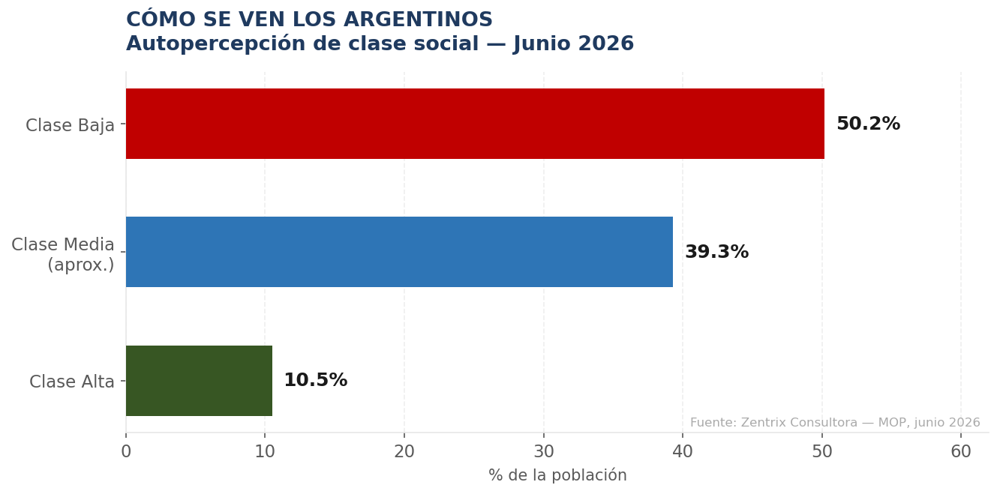 CÓMO SE VEN LOS ARGENTINOS
Autopercepción de clase social — Junio 2026
Clase Baja
50.2%
Clase Media
(aprox.)
39.3%
Clase Alta
10.5%
Fuente: Zentrix Consultora — MOP, junio 2026
0 10 20 30 40 50 60
% de la población